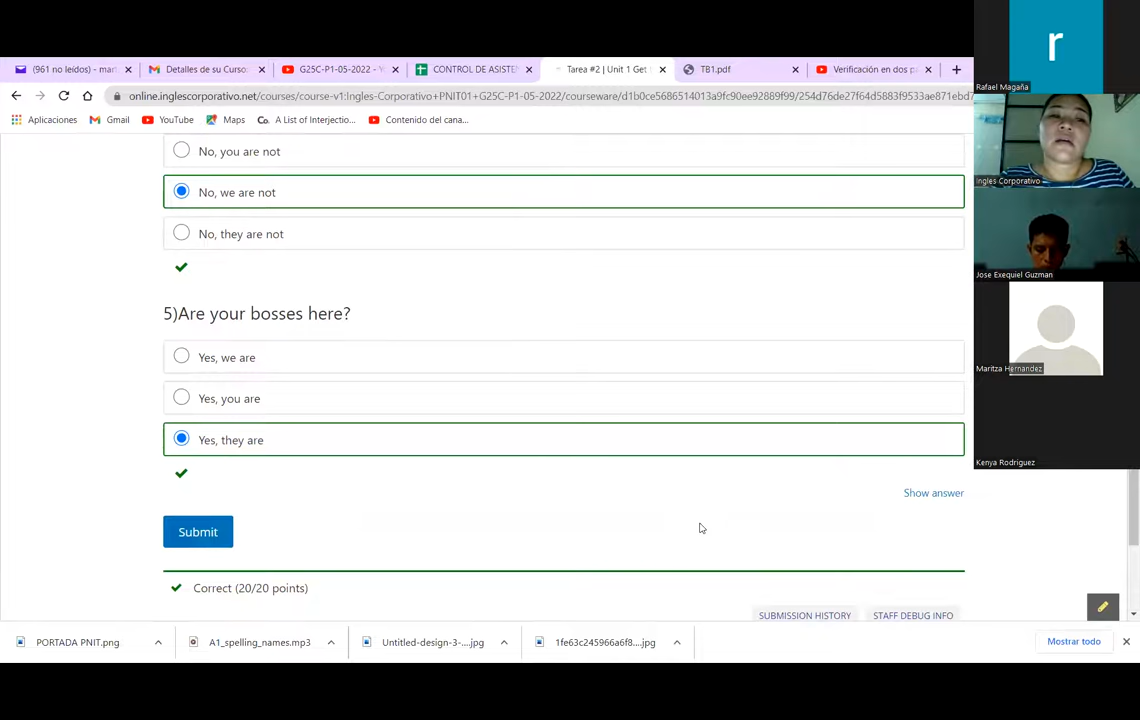 r
Rafael Magaña
(961 no leídos) - mar
Detalles de su Curso
G25C-P1-05-2022 - Yo
CONTROL DE ASISTE
Tarea #2 | Unit 1 Get
TB1.pdf
Verificación en dos p
online.inglescorporativo.net/courses/course-v1:Ingles-Corporativo+PNIT01+G25C-P1-05-2022/courseware/d1b0ce5686514013a9fc90ee92889f99/254d76de27f64d5883f9533ae871ebd7
Aplicaciones
Gmail
YouTube
Maps
Co. A List of Interjectio...
Contenido del cana...
No, you are not
Ingles Corporativo
No, we are not
No, they are not
Jose Exequiel Guzman
5)Are your bosses here?
Yes, we are
Maritza Hernandez
Yes, you are
Yes, they are
Kenya Rodriguez
Show answer
Submit
Correct (20/20 points)
SUBMISSION HISTORY
STAFF DEBUG INFO
PORTADA PNIT.png
A1_spelling_names.mp3
Untitled-design-3-....jpg
1fe63c245966a6f8....jpg
Mostrar todo